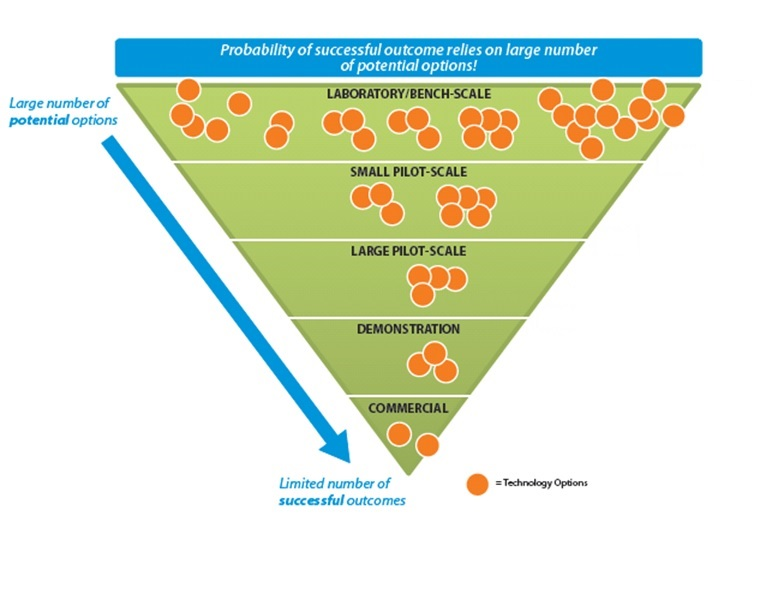 Probability of successful outcome relies on large number
of potential options!
Large number of
potential options
LABORATORY/BENCH-SCALE
SMALL PILOT-SCALE
LARGE PILOT-SCALE
DEMONSTRATION
COMMERCIAL
Limited number of
successful outcomes
= Technology Options